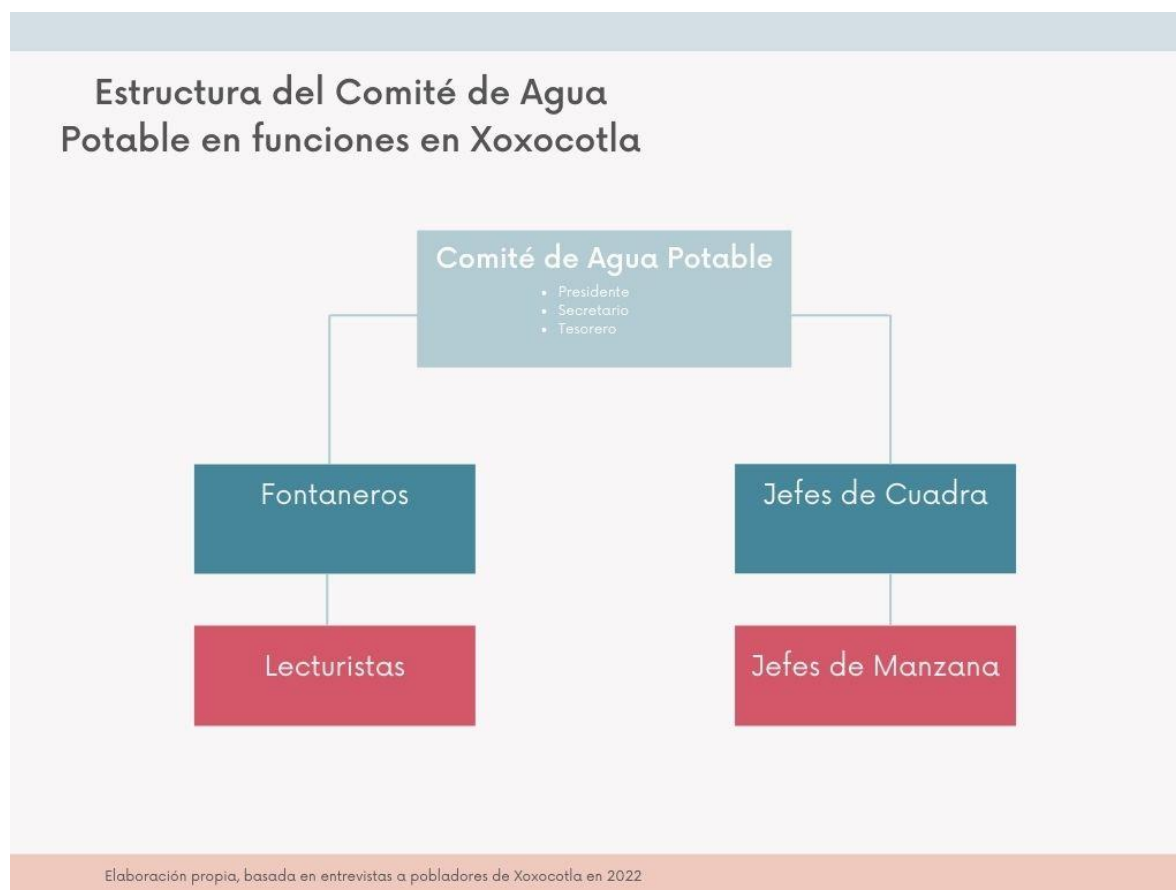 Estructura del Comité de Agua
Potable en funciones en Xoxocotla
Comité de Agua Potable
• Presidente
• Secretario
• Tesorero
Fontaneros
Jefes de Cuadra
Lecturistas
Jefes de Manzana
Elaboración propia, basada en entrevistas a pobladores de Xoxocotla en 2022